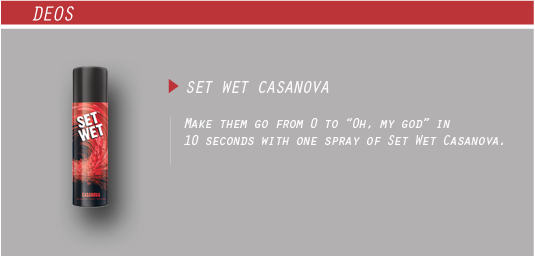 DEOS
SET WET CASANOVA
MAKE THEM GO FROM 0 TO "OH, MY GOD" IN
10 SECONDS WITH ONE SPRAY OF SET WET CASANOVA.
SET
WET
CASANOVA